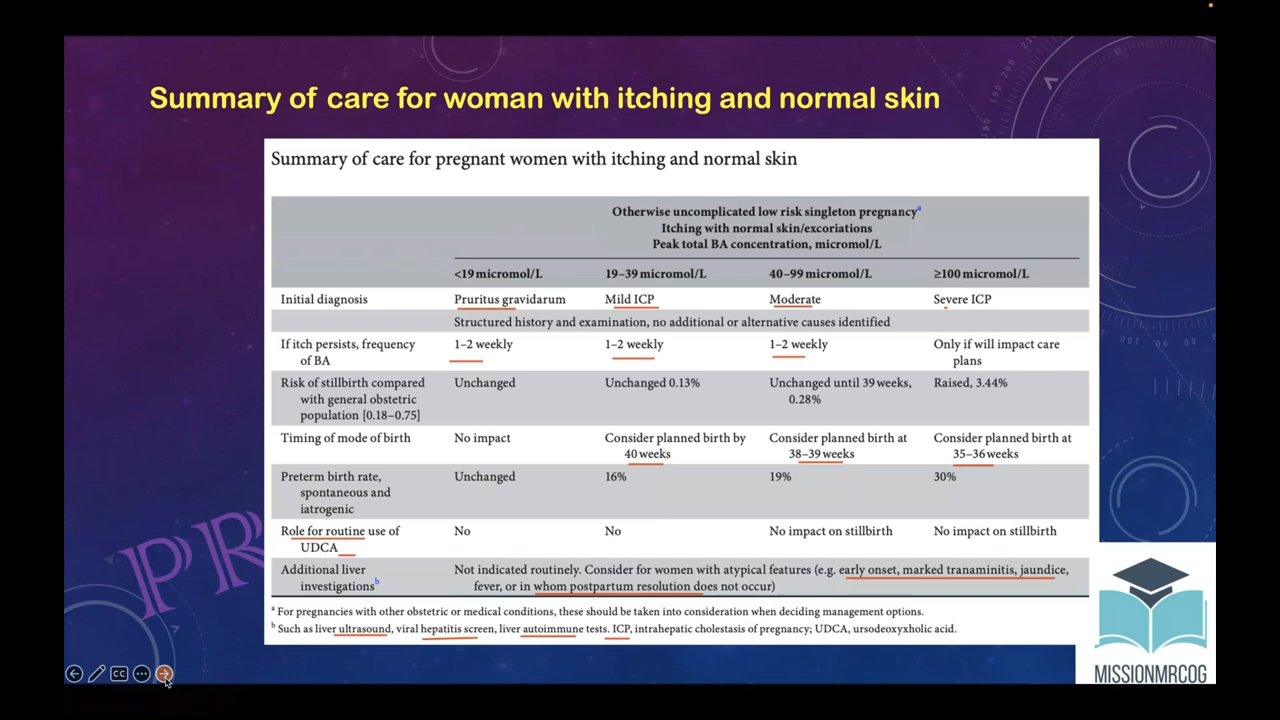 Summary of care for woman with itching and normal skin
Summary of care for pregnant women with itching and normal skin
Otherwise uncomplicated low risk singleton pregnancy a
Itching with normal skin/excoriations
Peak total BA concentration, micromol/L
<19 micromol/L 19–39 micromol/L 40–99 micromol/L ≥100 micromol/L
Initial diagnosis Pruritus gravidarum Mild ICP Moderate Severe ICP
Structured history and examination, no additional or alternative causes identified
If itch persists, frequency 1–2 weekly 1–2 weekly 1–2 weekly Only if will impact care
of BA plans
Risk of stillbirth compared Unchanged Unchanged 0.13% Unchanged until 39 weeks, Raised, 3.44%
with general obstetric 0.28%
population [0.18–0.75]
Timing of mode of birth No impact Consider planned birth by Consider planned birth at Consider planned birth at
40 weeks 38–39 weeks 35–36 weeks
Preterm birth rate, Unchanged 16% 19% 30%
spontaneous and
iatrogenic
Role for routine use of No No No impact on stillbirth No impact on stillbirth
UDCA
Additional liver Not indicated routinely. Consider for women with atypical features (e.g. early onset, marked tranaminitis, jaundice,
investigations b fever, or in whom postpartum resolution does not occur)
a For pregnancies with other obstetric or medical conditions, these should be taken into consideration when deciding management options.
b Such as liver ultrasound, viral hepatitis screen, liver autoimmune tests. ICP, intrahepatic cholestasis of pregnancy; UDCA, ursodeoxyxholic acid.
PR
CC
MISSIONMRCOG